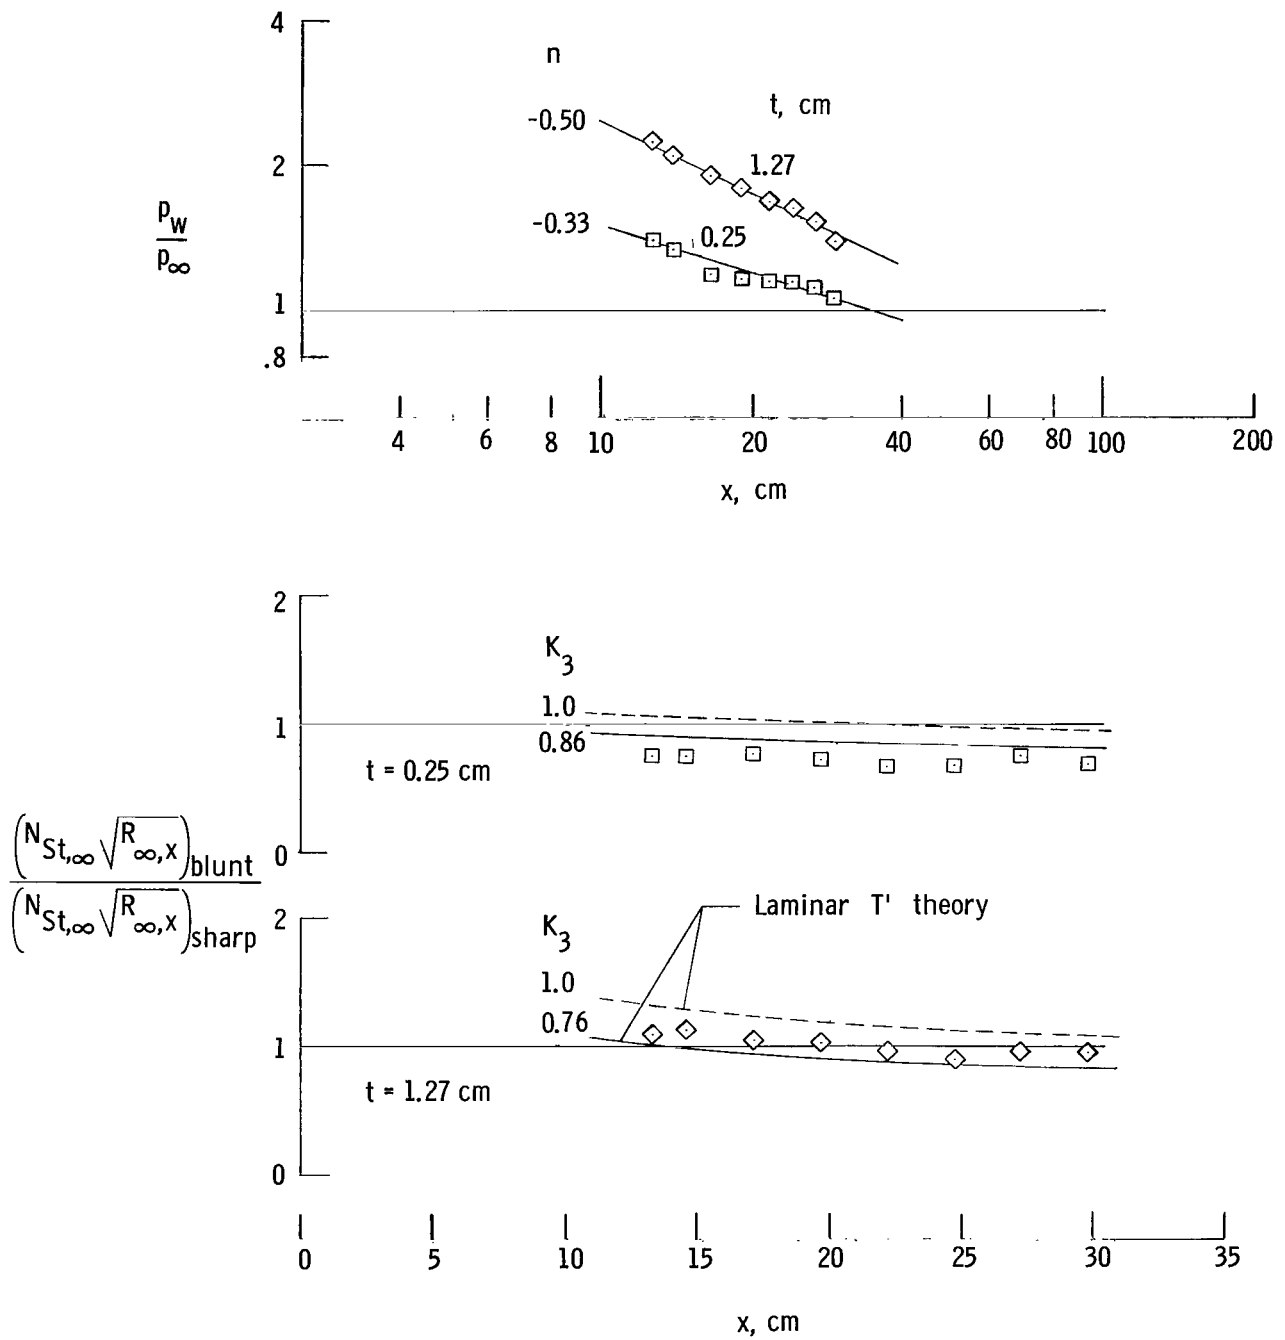 4
n
t, cm
-0.50
2
1.27
p_w
p_∞
-0.33
0.25
1
.8
4 6 8 10 20 40 60 80 100 200
x, cm
2
K_3
1.0
1
0.86
t = 0.25 cm
0
(N_St,∞ √R_∞,x)_blunt
(N_St,∞ √R_∞,x)_sharp
Laminar T' theory
2
K_3
1.0
0.76
1
t = 1.27 cm
0
0 5 10 15 20 25 30 35
x, cm